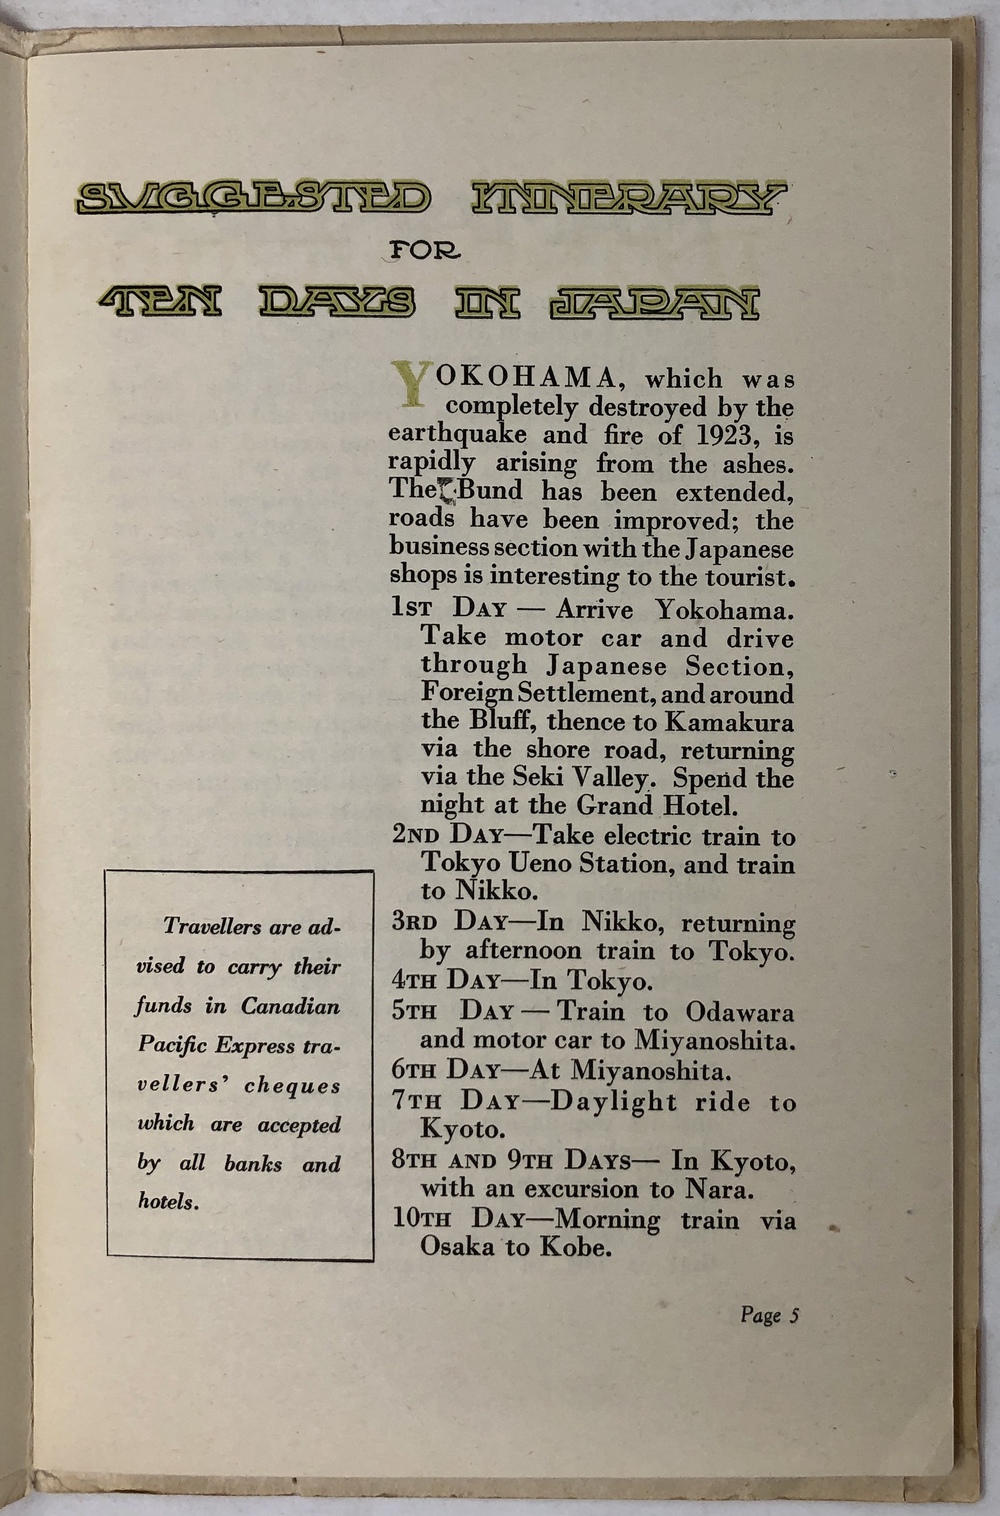 SUGGESTED ITINERARY
FOR
TEN DAYS IN JAPAN
YOKOHAMA, which was
completely destroyed by the
earthquake and fire of 1923, is
rapidly arising from the ashes.
The Bund has been extended,
roads have been improved; the
business section with the Japanese
shops is interesting to the tourist.
1ST DAY — Arrive Yokohama.
Take motor car and drive
through Japanese Section,
Foreign Settlement, and around
the Bluff, thence to Kamakura
via the shore road, returning
via the Seki Valley. Spend the
night at the Grand Hotel.
2ND DAY—Take electric train to
Tokyo Ueno Station, and train
to Nikko.
3RD DAY—In Nikko, returning
by afternoon train to Tokyo.
4TH DAY—In Tokyo.
5TH DAY — Train to Odawara
and motor car to Miyanoshita.
6TH DAY—At Miyanoshita.
7TH DAY—Daylight ride to
Kyoto.
8TH AND 9TH DAYS— In Kyoto,
with an excursion to Nara.
10TH DAY—Morning train via
Osaka to Kobe.
Travellers are ad-
vised to carry their
funds in Canadian
Pacific Express tra-
vellers' cheques
which are accepted
by all banks and
hotels.
Page 5